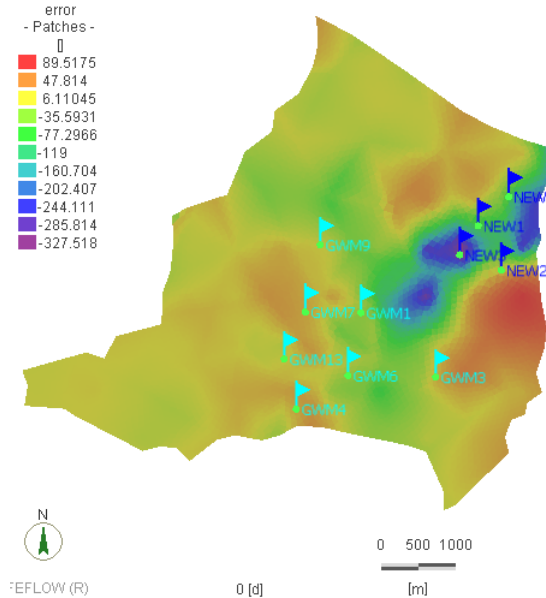 error
- Patches -
[]
89.5175
47.814
6.11045
-35.5931
-77.2966
-119
-160.704
-202.407
-244.111
-285.814
-327.518
NEW
NEW1
NEW2
GWM9
GWM7
GWM1
GWM13
GWM6
GWM3
GWM4
N
0 500 1000
FEFLOW (R)
0 [d]
[m]